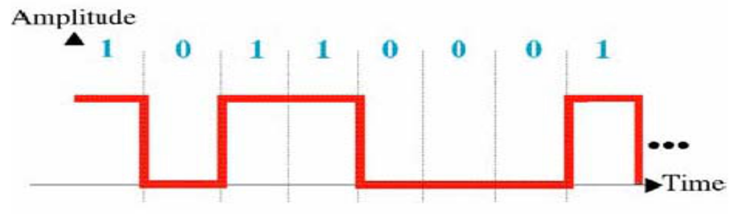 Amplitude
1 0 1 1 0 0 0 1
•••
Time